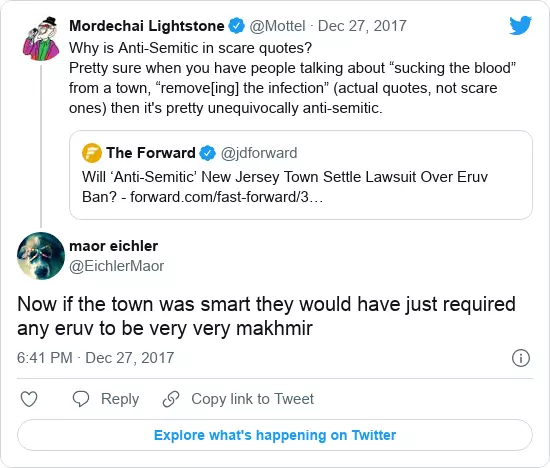 Mordechai Lightstone @Mottel · Dec 27, 2017
Why is Anti-Semitic in scare quotes?
Pretty sure when you have people talking about “sucking the blood”
from a town, “remove[ing] the infection” (actual quotes, not scare
ones) then it's pretty unequivocally anti-semitic.
The Forward @jdforward
Will ‘Anti-Semitic’ New Jersey Town Settle Lawsuit Over Eruv
Ban? - forward.com/fast-forward/3…
maor eichler
@EichlerMaor
Now if the town was smart they would have just required
any eruv to be very very makhmir
6:41 PM · Dec 27, 2017
Reply
Copy link to Tweet
Explore what's happening on Twitter